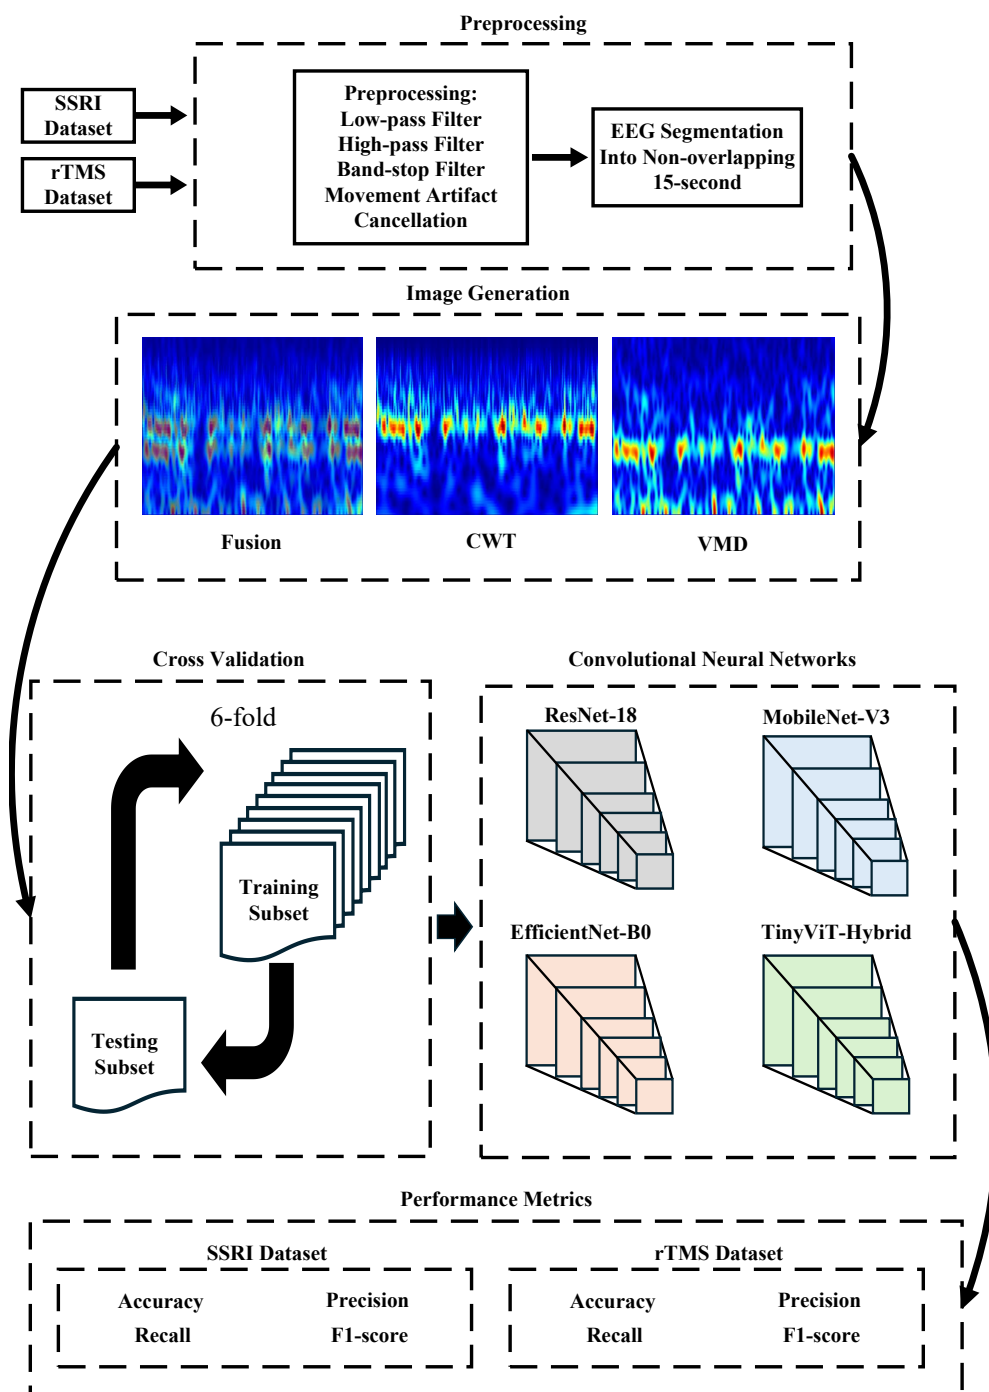 Preprocessing
SSRI
Dataset
rTMS
Dataset
Preprocessing:
Low-pass Filter
High-pass Filter
Band-stop Filter
Movement Artifact
Cancellation
EEG Segmentation
Into Non-overlapping
15-second
Image Generation
Fusion
CWT
VMD
Cross Validation
6-fold
Training
Subset
Testing
Subset
Convolutional Neural Networks
ResNet-18
MobileNet-V3
EfficientNet-B0
TinyViT-Hybrid
Performance Metrics
SSRI Dataset
Accuracy Precision
Recall F1-score
rTMS Dataset
Accuracy Precision
Recall F1-score